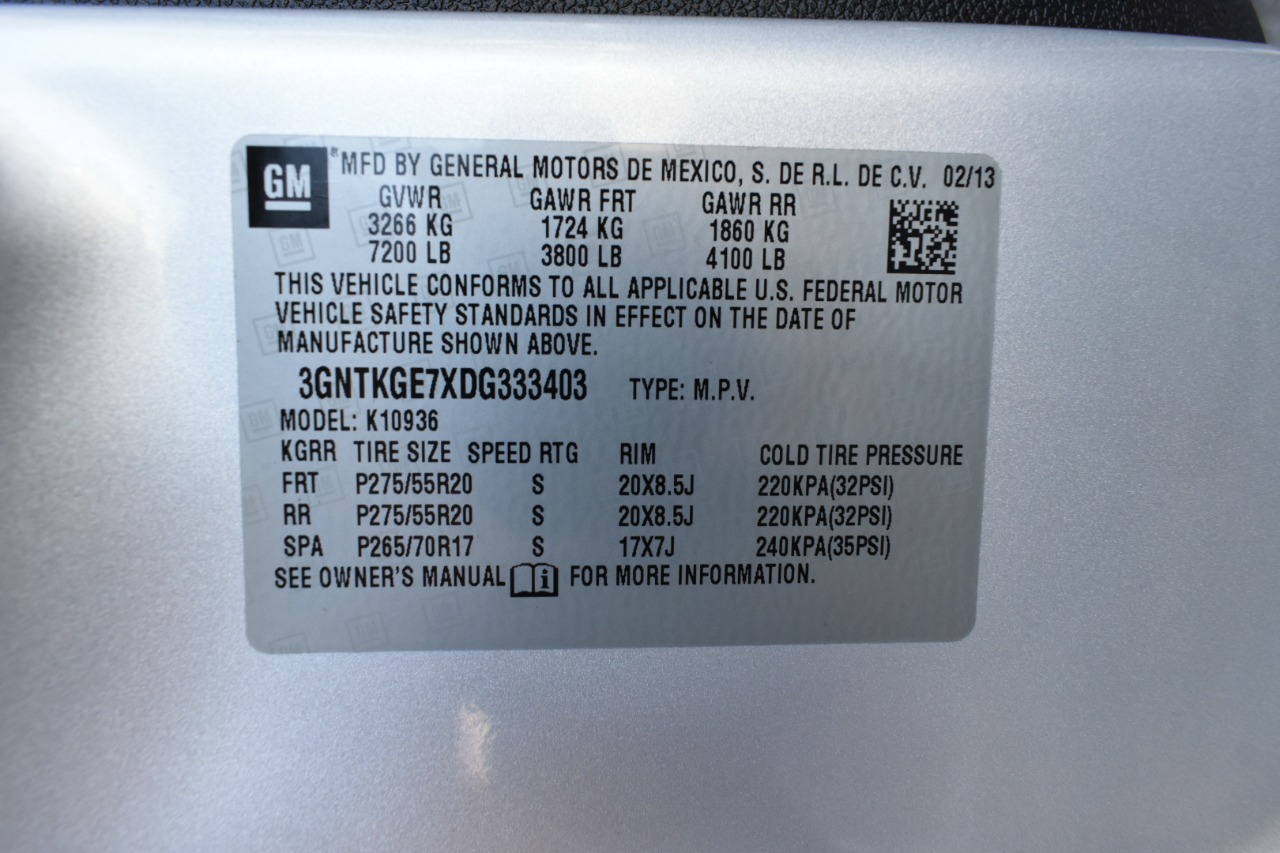 GM
*MFD BY GENERAL MOTORS DE MEXICO, S. DE R.L. DE C.V. 02/13
GVWR GAWR FRT GAWR RR
3266 KG 1724 KG 1860 KG
7200 LB 3800 LB 4100 LB
THIS VEHICLE CONFORMS TO ALL APPLICABLE U.S. FEDERAL MOTOR
VEHICLE SAFETY STANDARDS IN EFFECT ON THE DATE OF
MANUFACTURE SHOWN ABOVE.
3GNTKGE7XDG333403 TYPE: M.P.V.
MODEL: K10936
KGRR TIRE SIZE SPEED RTG RIM COLD TIRE PRESSURE
FRT P275/55R20 S 20X8.5J 220KPA(32PSI)
RR P275/55R20 S 20X8.5J 220KPA(32PSI)
SPA P265/70R17 S 17X7J 240KPA(35PSI)
SEE OWNER'S MANUAL i FOR MORE INFORMATION.